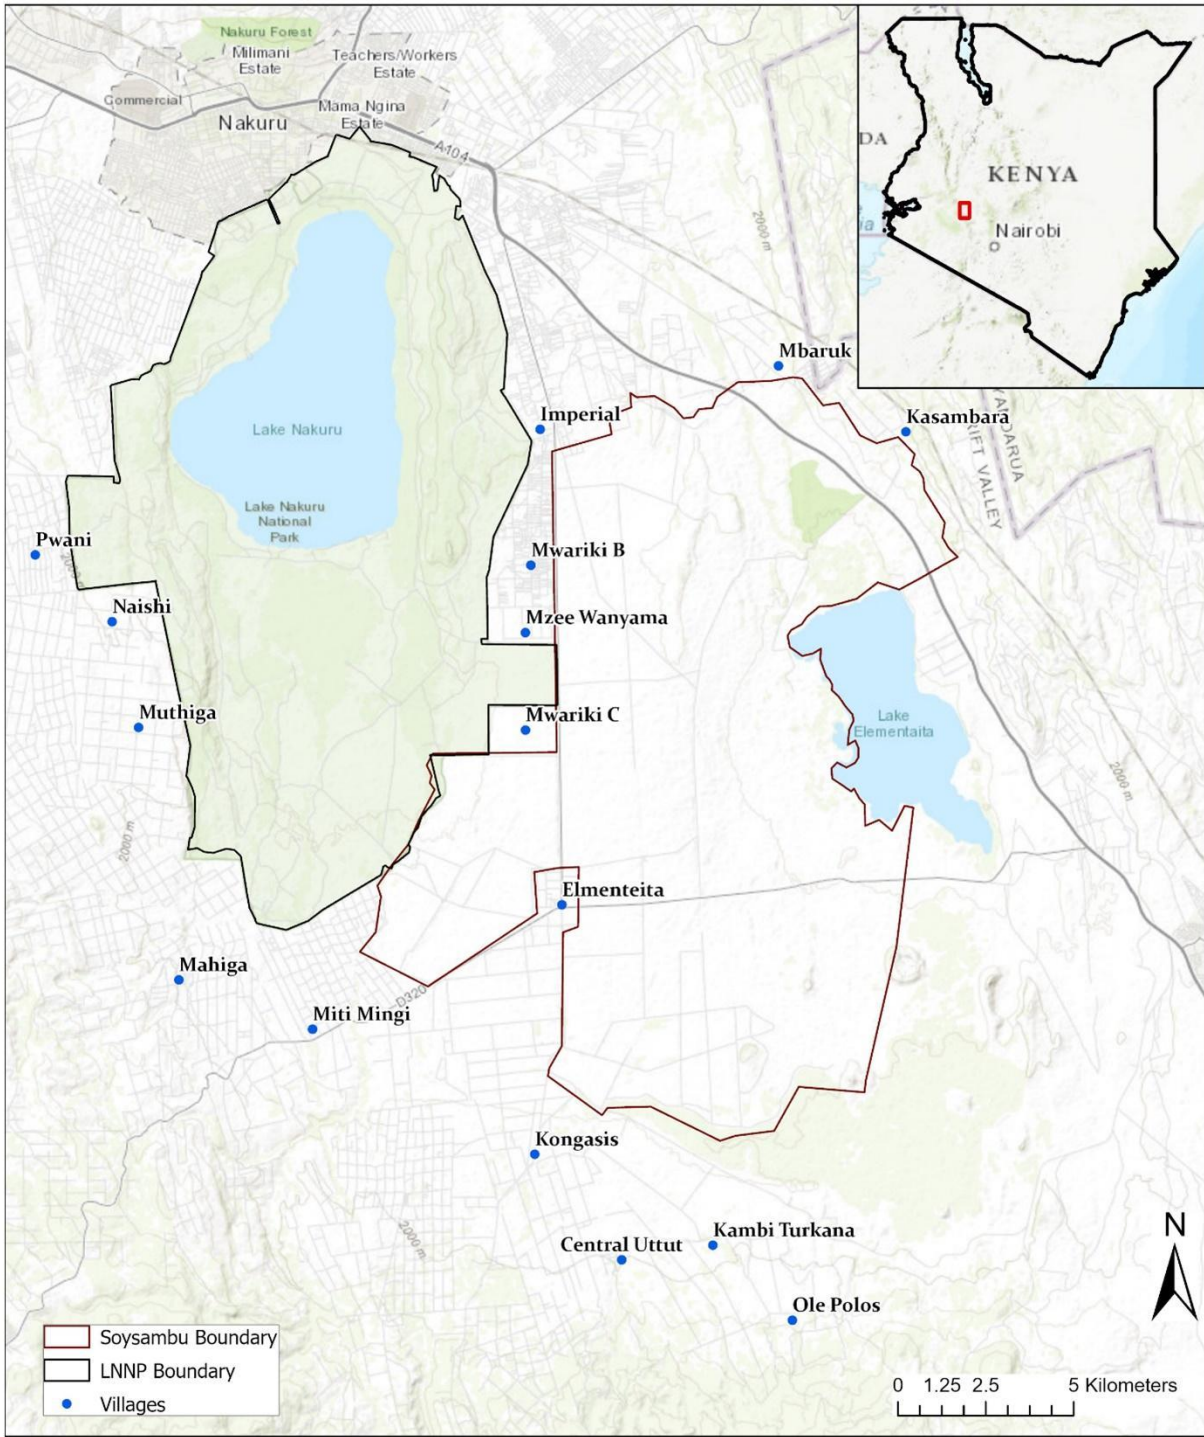 Nakuru Forest
Milimani
Estate
Teachers/Workers
Estate
Commercial
Mama Ngina
Estate
Nakuru
A104
2000 m
DA
KENYA
Nairobi
Mbaruk
Imperial
Kasambara
Lake Nakuru
RIFT VALLEY
Lake Nakuru
National
Park
Pwani
2000 m
Mwariki B
Naishi
Mzee Wanyama
Muthiga
Mwariki C
Lake
Elementaita
2000 m
2000 m
Elmenteita
Mahiga
D320
Miti Mingi
Kongasis
2000 m
Central Uttut
Kambi Turkana
N
Ole Polos
Soysambu Boundary
LNNP Boundary
Villages
0 1.25 2.5 5 Kilometers